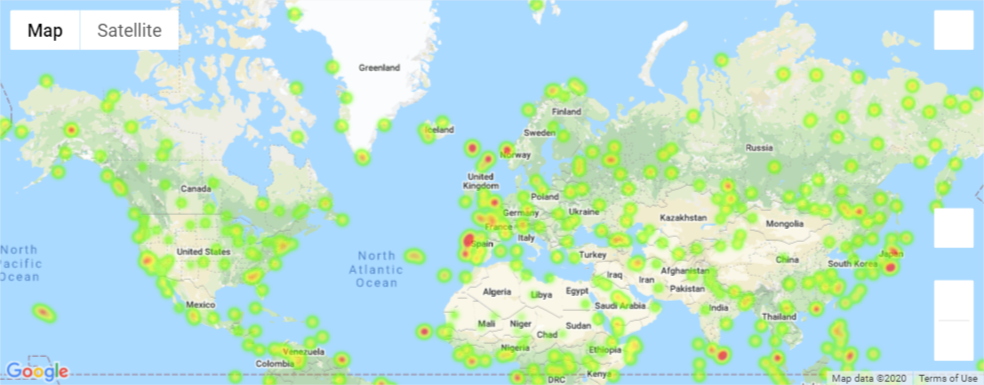 Map Satellite
Greenland
Iceland
Finland
Sweden
Norway
Russia
Canada
United
Kingdom
Poland
Germany
Ukraine
Kazakhstan
Mongolia
France
North
Pacific
Ocean
United States
North
Atlantic
Ocean
Spain
Italy
Turkey
China
Japan
South Korea
Iraq
Iran
Afghanistan
Pakistan
Algeria
Libya
Egypt
Saudi Arabia
Mexico
India
Thailand
Mali
Niger
Chad
Sudan
Nigeria
Ethiopia
Venezuela
Colombia
Kenya
DRC
Google
Map data ©2020 Terms of Use